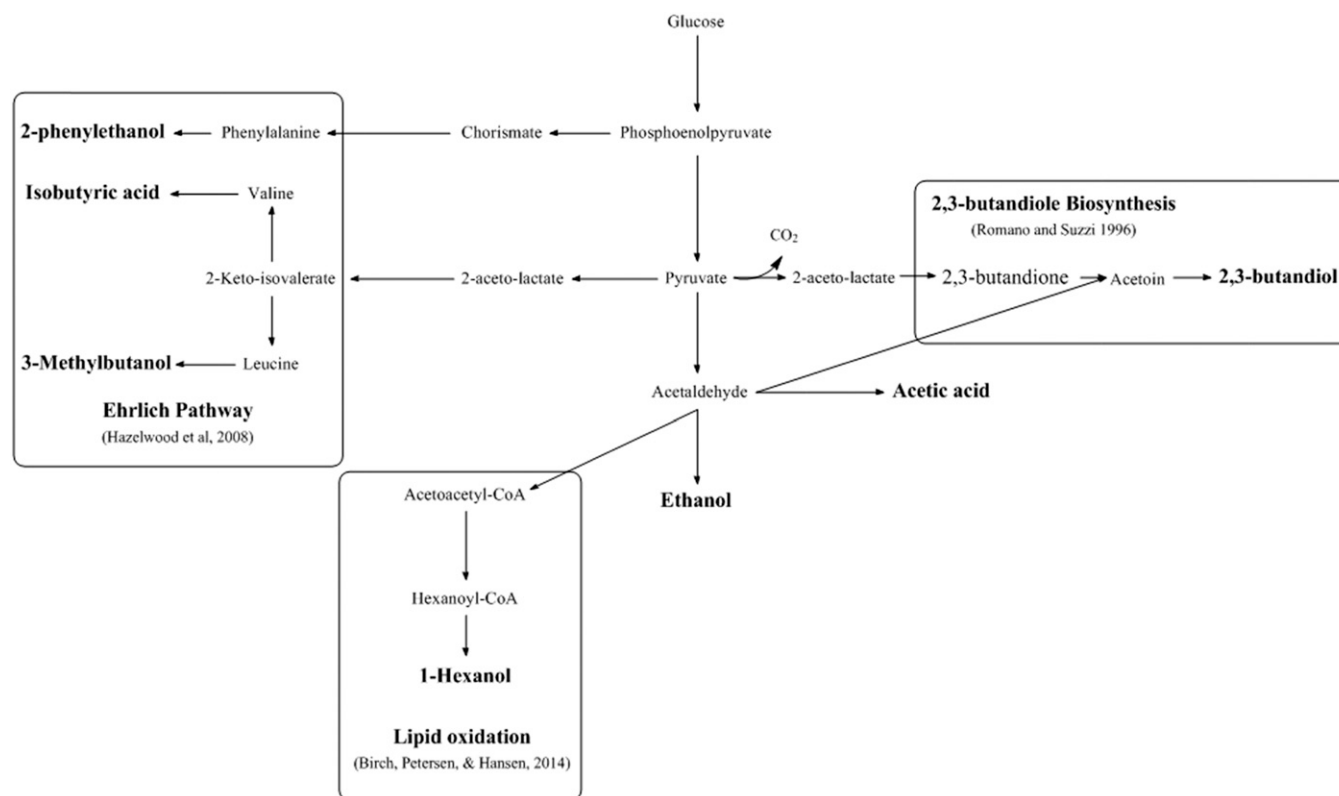 Glucose
2-phenylethanol
Phenylalanine
Chorismate
Phosphoenolpyruvate
Isobutyric acid
Valine
2,3-butandiole Biosynthesis
(Romano and Suzzi 1996)
CO₂
2-Keto-isovalerate
2-aceto-lactate
Pyruvate
2-aceto-lactate
2,3-butandione
Acetoin
2,3-butandiol
3-Methylbutanol
Leucine
Acetaldehyde
Acetic acid
Ehrlich Pathway
(Hazelwood et al, 2008)
Acetoacetyl-CoA
Ethanol
Hexanoyl-CoA
1-Hexanol
Lipid oxidation
(Birch, Petersen, & Hansen, 2014)